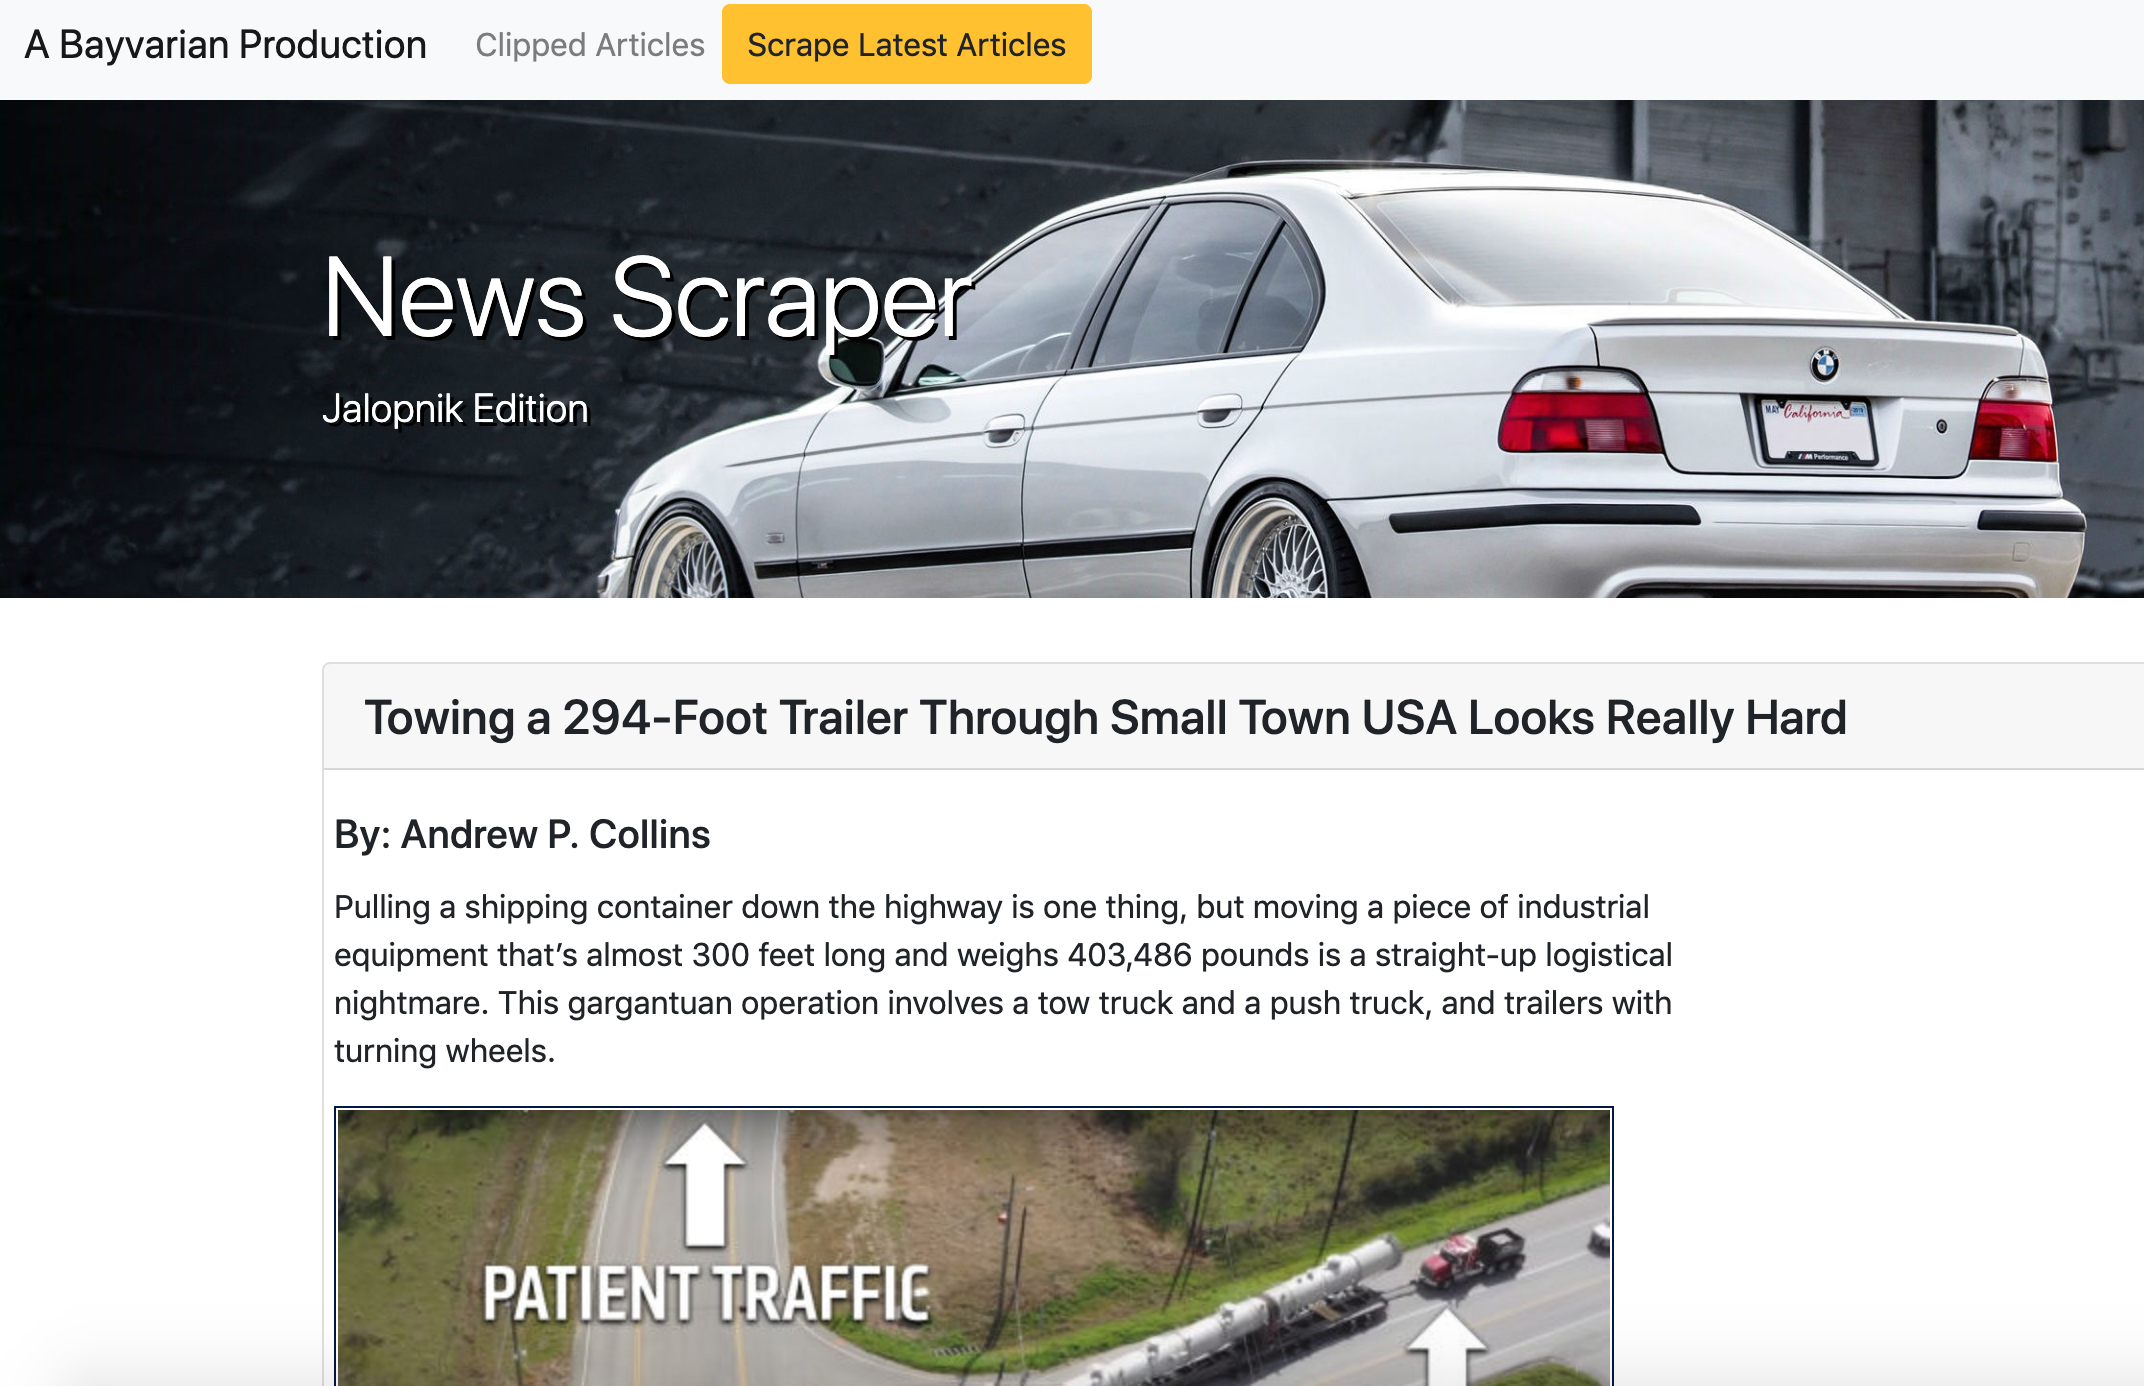 A Bayvarian Production
Clipped Articles
Scrape Latest Articles
News Scraper
Jalopnik Edition
MAY California 2019
M Performance
Towing a 294-Foot Trailer Through Small Town USA Looks Really Hard
By: Andrew P. Collins
Pulling a shipping container down the highway is one thing, but moving a piece of industrial
equipment that’s almost 300 feet long and weighs 403,486 pounds is a straight-up logistical
nightmare. This gargantuan operation involves a tow truck and a push truck, and trailers with
turning wheels.
PATIENT TRAFFIC